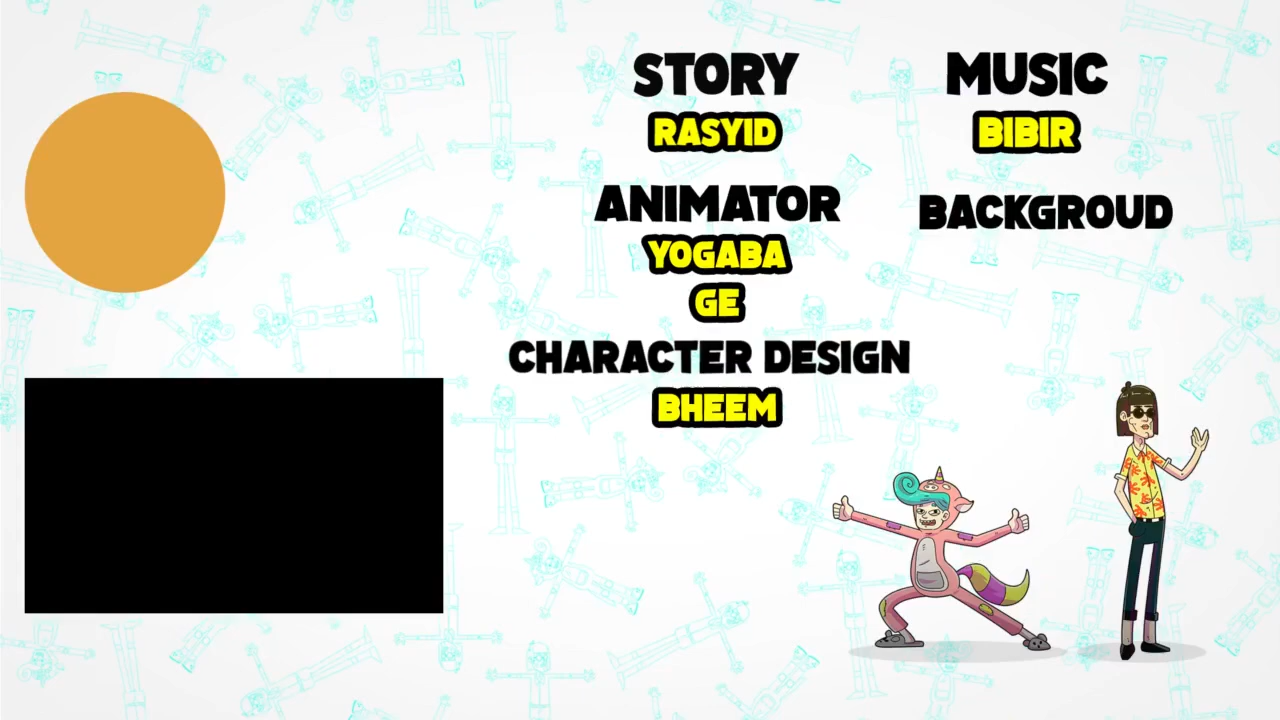 STORY
RASYID
ANIMATOR
YOGABA
GE
CHARACTER DESIGN
BHEEM
MUSIC
BIBIR
BACKGROUD